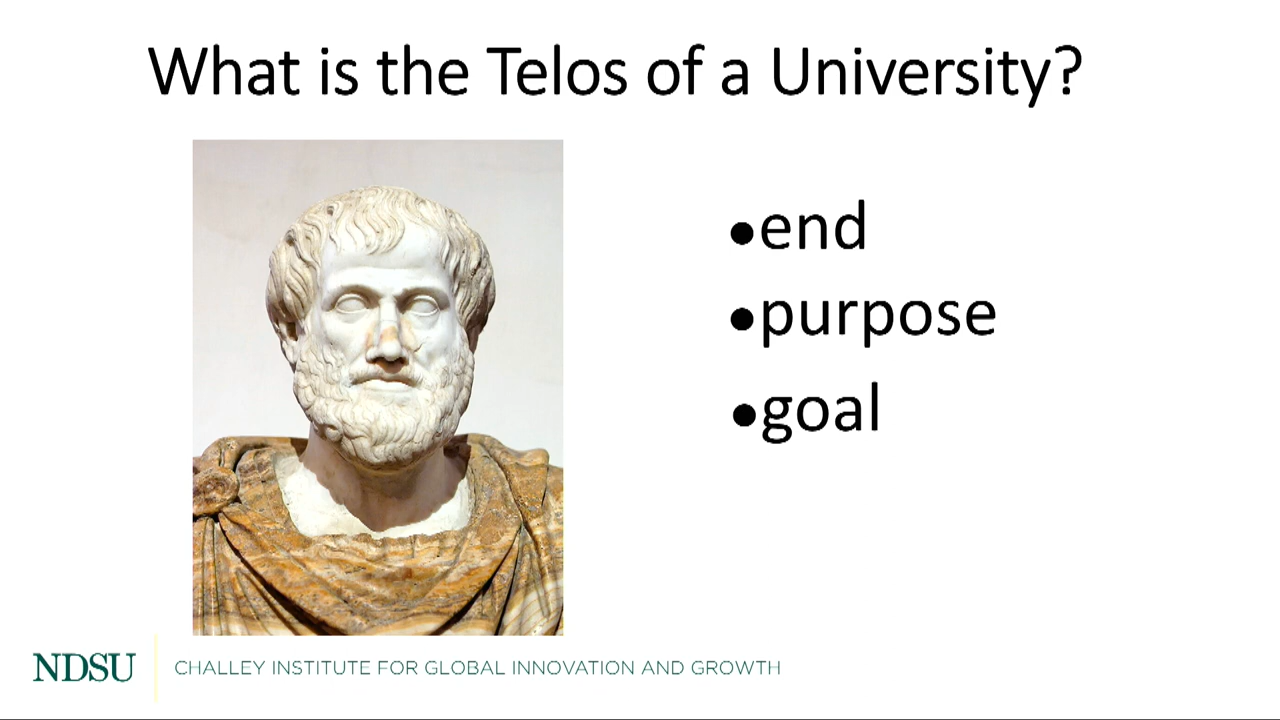 What is the Telos of a University?
•end
•purpose
•goal
NDSU
CHALLEY INSTITUTE FOR GLOBAL INNOVATION AND GROWTH